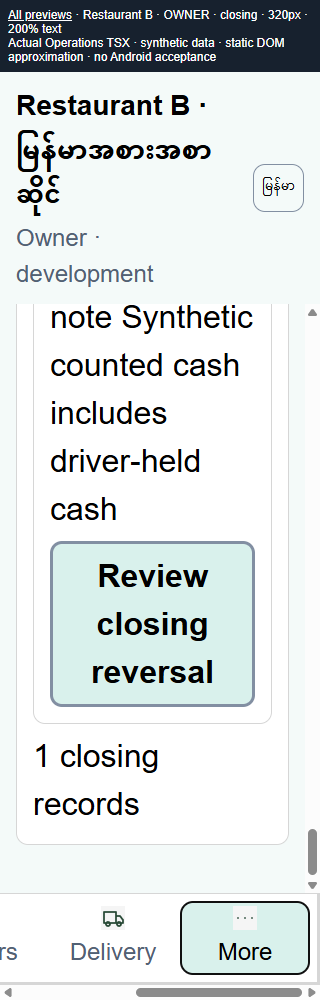 All previews · Restaurant B · OWNER · closing · 320px ·
200% text
Actual Operations TSX · synthetic data · static DOM
approximation · no Android acceptance
Restaurant B ·
မြန်မာအစားအစာ
ဆိုင်
မြန်မာ
Owner ·
development
note Synthetic
counted cash
includes
driver-held
cash
Review
closing
reversal
1 closing
records
rs
Delivery
More